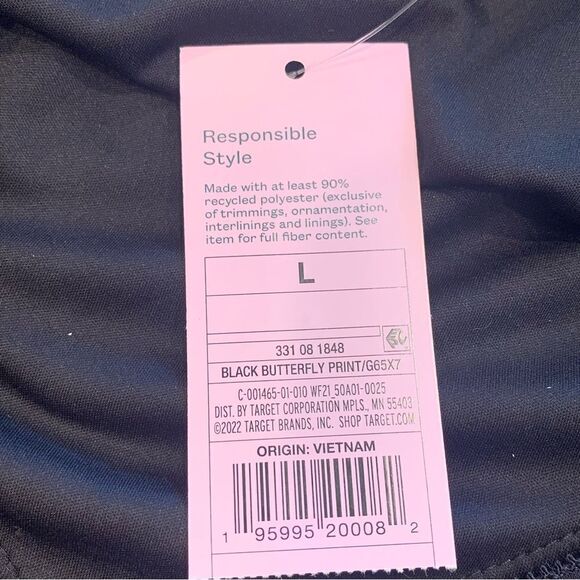 Responsible
Style
Made with at least 90%
recycled polyester (exclusive
of trimmings, ornamentation,
interlinings and linings). See
item for full fiber content.
L
331 08 1848
BLACK BUTTERFLY PRINT/G65X7
C-001465-01-010 WF21_50A01-0025
DIST. BY TARGET CORPORATION MPLS., MN 55403
©2022 TARGET BRANDS, INC. SHOP TARGET.COM
ORIGIN: VIETNAM
1 95995 20008 2